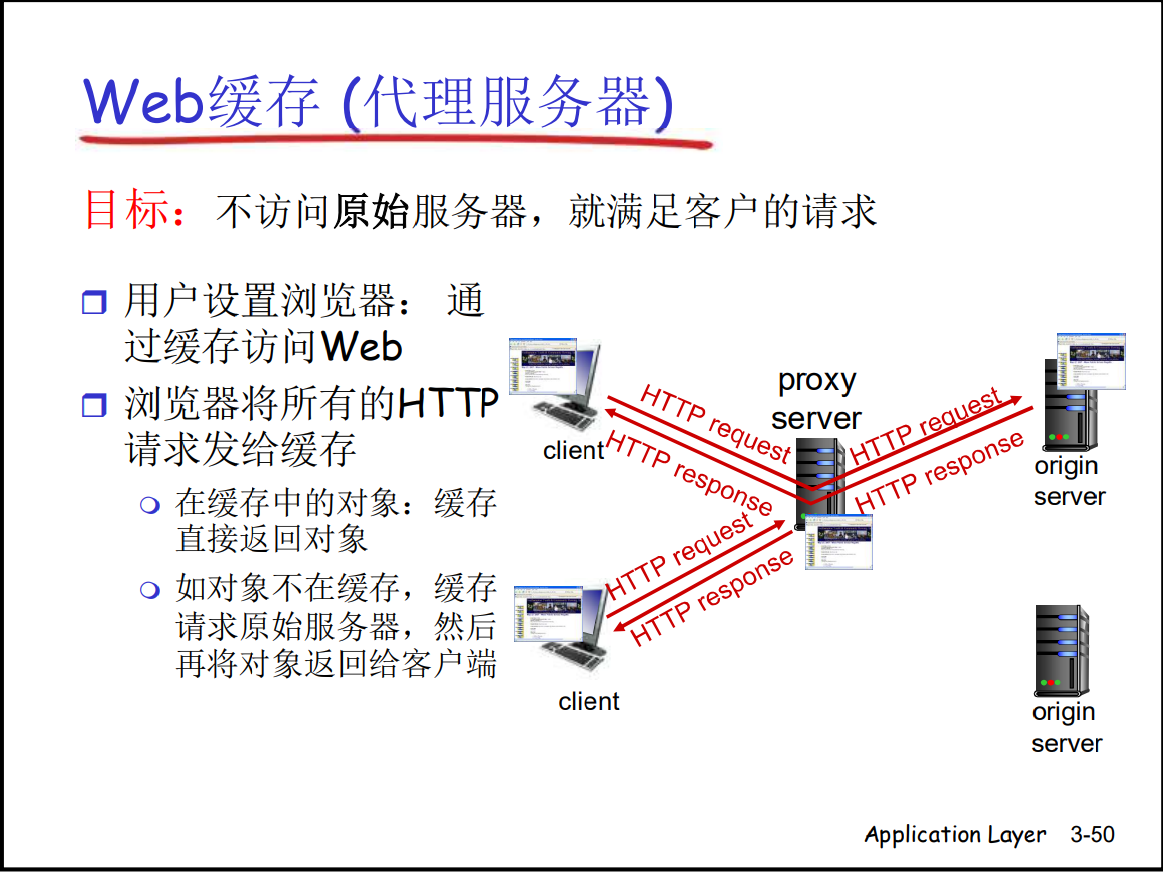 Web缓存 (代理服务器)
目标：不访问原始服务器，就满足客户的请求
用户设置浏览器： 通
过缓存访问Web
浏览器将所有的HTTP
请求发给缓存
在缓存中的对象：缓存
直接返回对象
如对象不在缓存，缓存
请求原始服务器，然后
再将对象返回给客户端
client
HTTP request
HTTP response
proxy
server
HTTP request
HTTP response
origin
server
HTTP request
HTTP response
client
origin
server
Application Layer 3-50